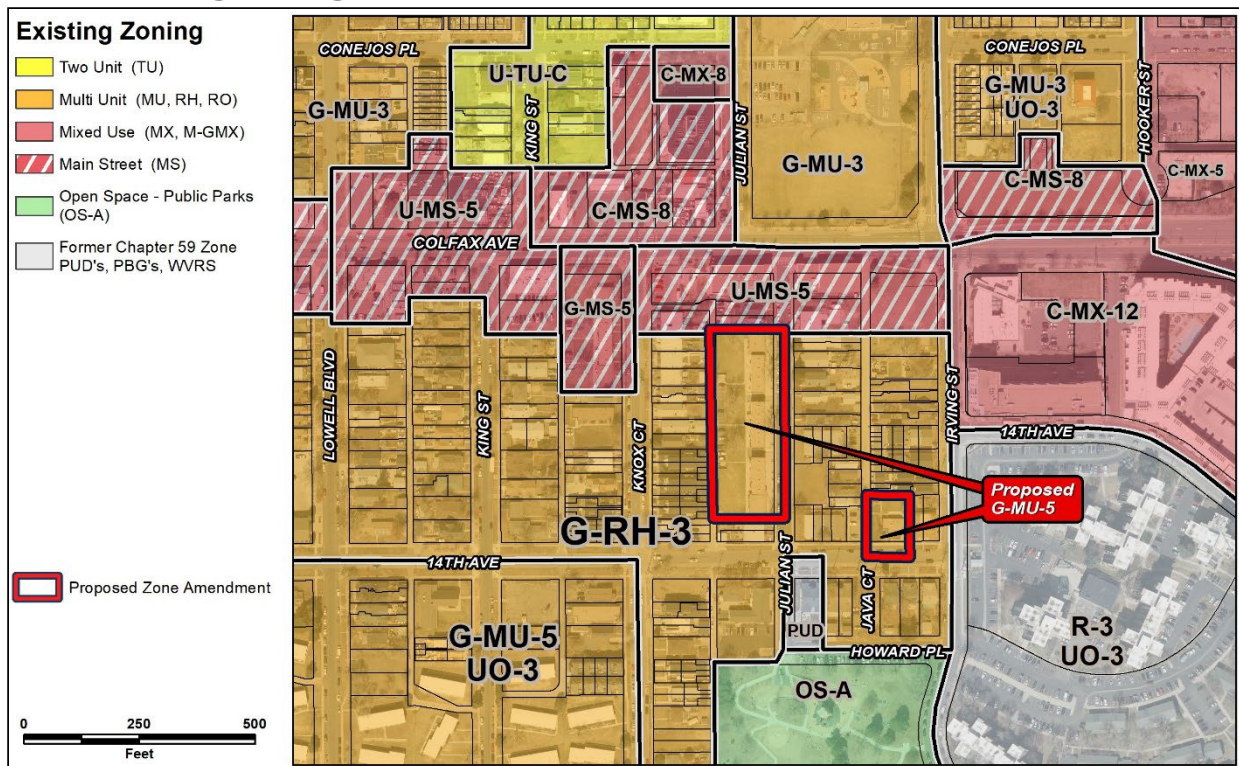 Existing Zoning
Two Unit (TU)
Multi Unit (MU, RH, RO)
Mixed Use (MX, M-GMX)
Main Street (MS)
Open Space - Public Parks
(OS-A)
Former Chapter 59 Zone
PUD's, PBG's, WVRS
Proposed Zone Amendment
0 250 500
Feet
CONEJOS PL
U-TU-C
C-MX-8
CONEJOS PL
G-MU-3
KING ST
JULIAN ST
G-MU-3
UO-3
HOOKER ST
G-MU-3
C-MX-5
U-MS-5
C-MS-8
C-MS-8
COLFAX AVE
G-MS-5
U-MS-5
C-MX-12
LOWELL BLVD
KING ST
KNOX CT
IRVING ST
14TH AVE
Proposed
G-MU-5
G-RH-3
14TH AVE
JULIAN ST
JAVA CT
G-MU-5
UO-3
PUD
HOWARD PL
R-3
UO-3
OS-A